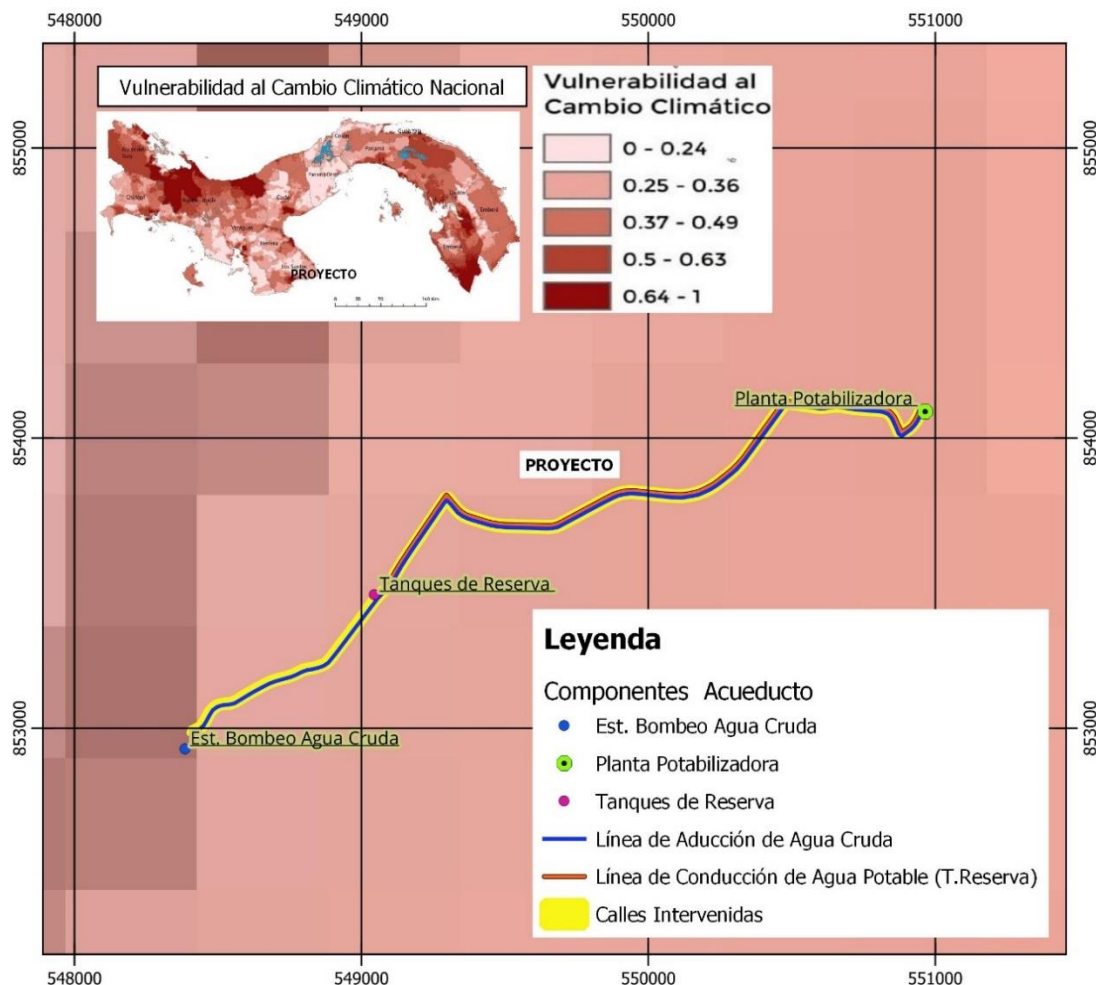 548000
549000
550000
551000
Vulnerabilidad al Cambio Climático Nacional
PROYECTO
Vulnerabilidad al
Cambio Climático
0 - 0.24
0.25 - 0.36
0.37 - 0.49
0.5 - 0.63
0.64 - 1
855000
855000
Planta Potabilizadora
854000
854000
PROYECTO
Tanques de Reserva
853000
853000
Est. Bombeo Agua Cruda
Leyenda
Componentes Acueducto
Est. Bombeo Agua Cruda
Planta Potabilizadora
Tanques de Reserva
Línea de Aducción de Agua Cruda
Línea de Conducción de Agua Potable (T.Reserva)
Calles Intervenidas
548000
549000
550000
551000